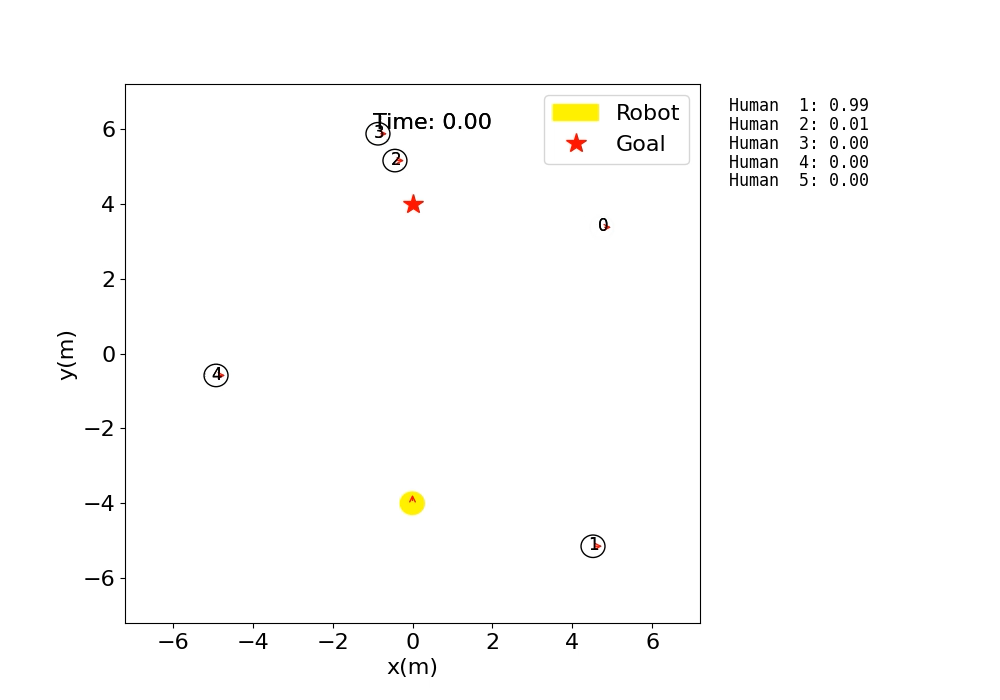 Time: 0.00
Robot
Goal
Human  1: 0.99
Human  2: 0.01
Human  3: 0.00
Human  4: 0.00
Human  5: 0.00
3
2
0
4
1
6
4
2
0
−2
−4
−6
y(m)
−6 −4 −2 0 2 4 6
x(m)